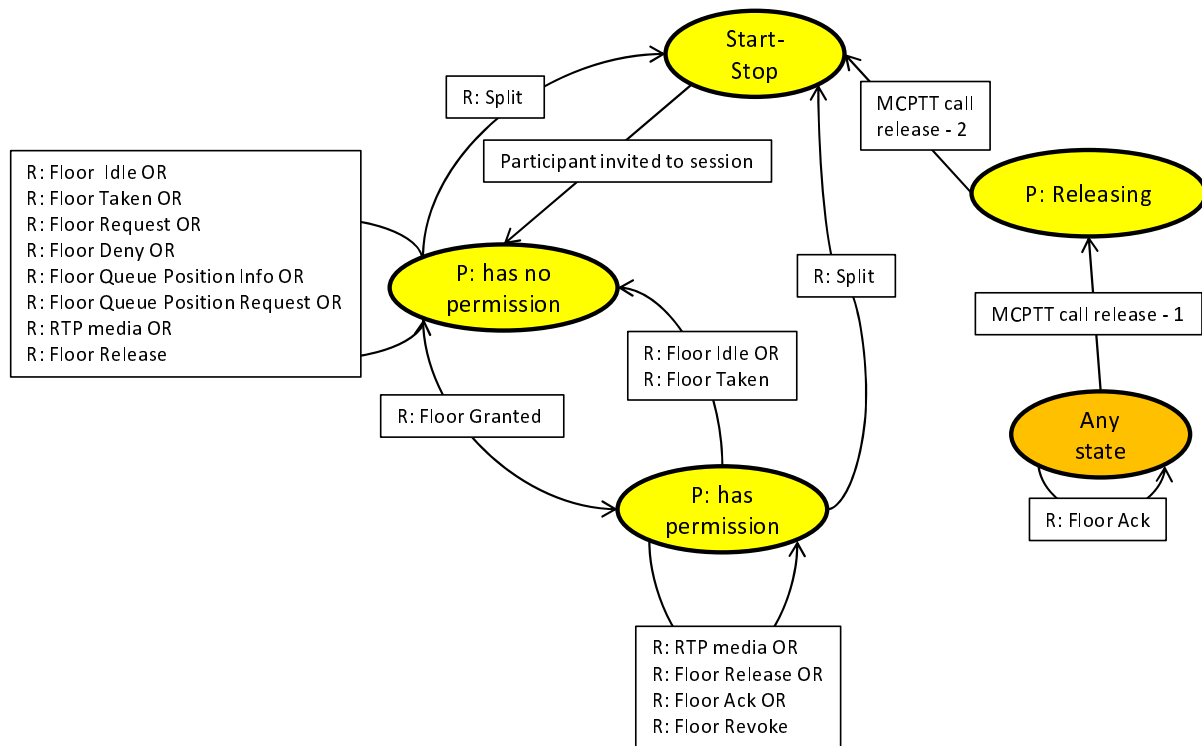 Start-
Stop
R: Split
MCPTT call
release - 2
Participant invited to session
R: Floor Idle OR
R: Floor Taken OR
R: Floor Request OR
R: Floor Deny OR
R: Floor Queue Position Info OR
R: Floor Queue Position Request OR
R: RTP media OR
R: Floor Release
P: Releasing
P: has no
permission
R: Split
MCPTT call release - 1
R: Floor Idle OR
R: Floor Taken
R: Floor Granted
Any
state
P: has
permission
R: Floor Ack
R: RTP media OR
R: Floor Release OR
R: Floor Ack OR
R: Floor Revoke